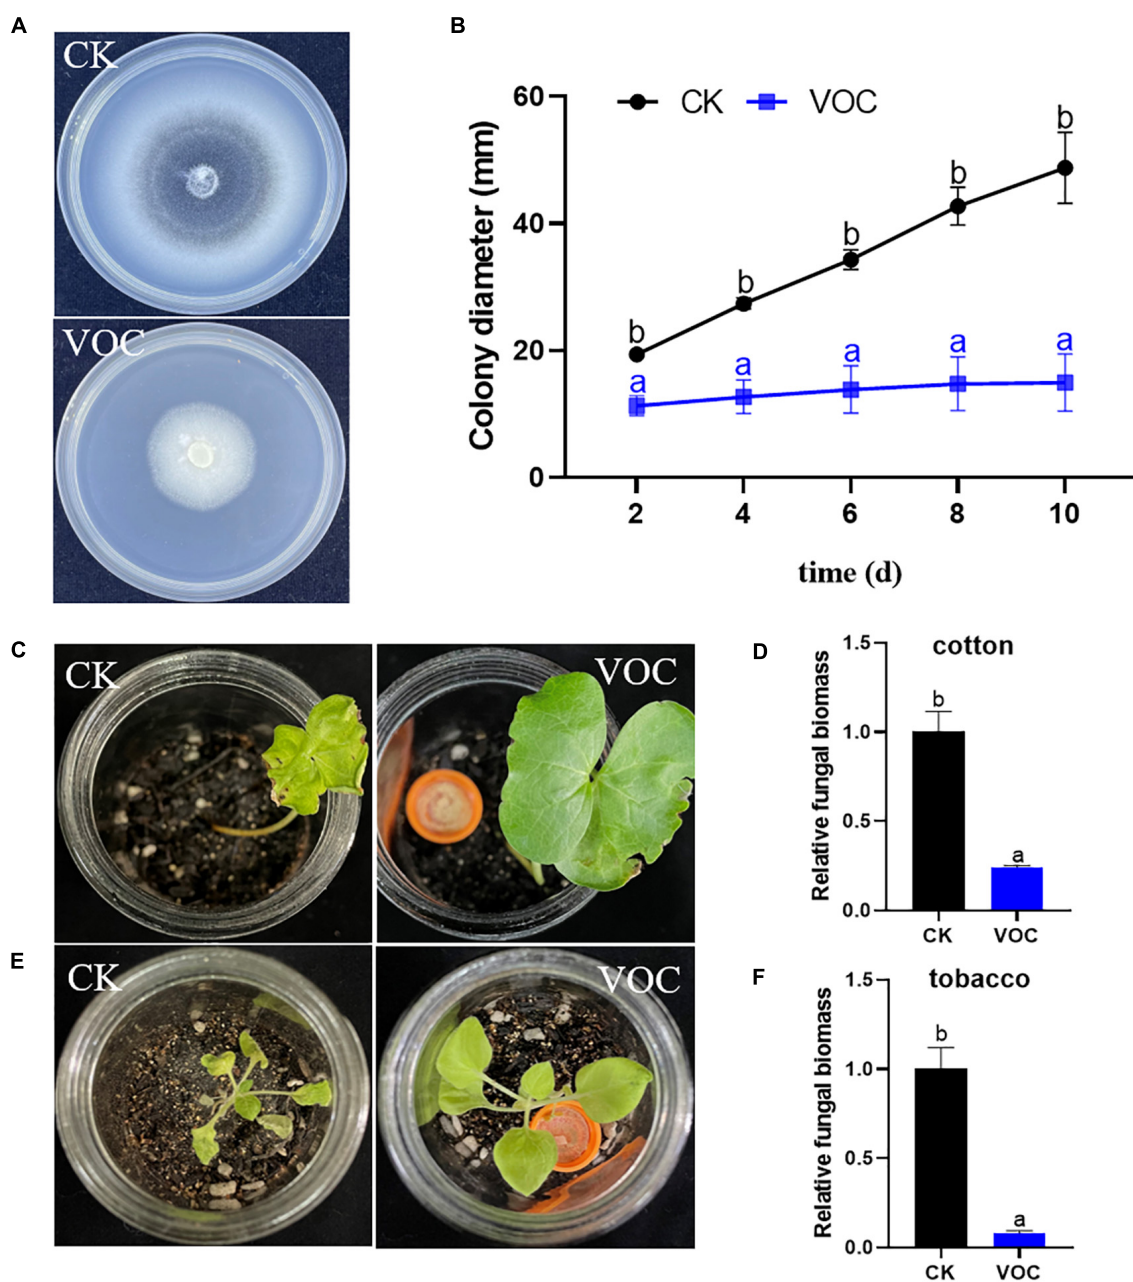 A
CK
VOC
B
CK VOC
Colony diameter (mm)
60
40
20
0
b b b b b
a a a a a
2 4 6 8 10
time (d)
C
CK
VOC
D
cotton
Relative fungal biomass
1.5
1.0
0.5
0.0
b
a
CK VOC
E
CK
VOC
F
tobacco
Relative fungal biomass
1.5
1.0
0.5
0.0
b
a
CK VOC